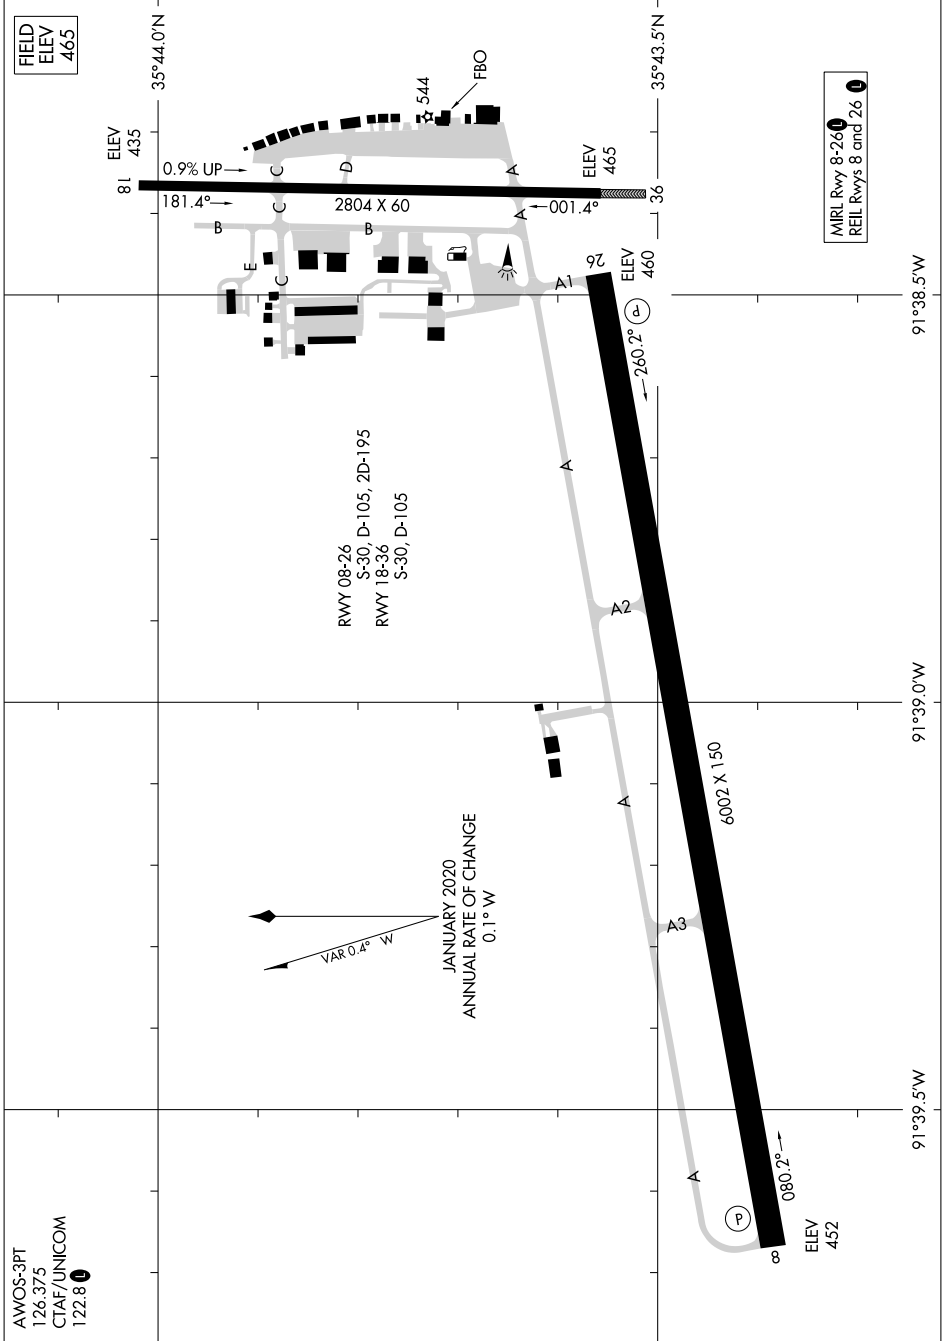 AWOS-3PT
126.375
CTAF/UNICOM
122.8 L
FIELD
ELEV
465
35°44.0'N
35°43.5'N
91°38.5'W
91°39.0'W
91°39.5'W
ELEV
435
18
0.9% UP
181.4°
2804 X 60
001.4°
ELEV
465
36
544
FBO
C
D
A
C
A
B
B
E
C
A1
26
ELEV
460
P
260.2°
MIRL Rwy 8-26 L
REIL Rwys 8 and 26 L
RWY 08-26
S-30, D-105, 2D-195
RWY 18-36
S-30, D-105
A
A2
A
6002 X 150
A3
VAR 0.4° W
JANUARY 2020
ANNUAL RATE OF CHANGE
0.1° W
A
P
080.2°
8
ELEV
452